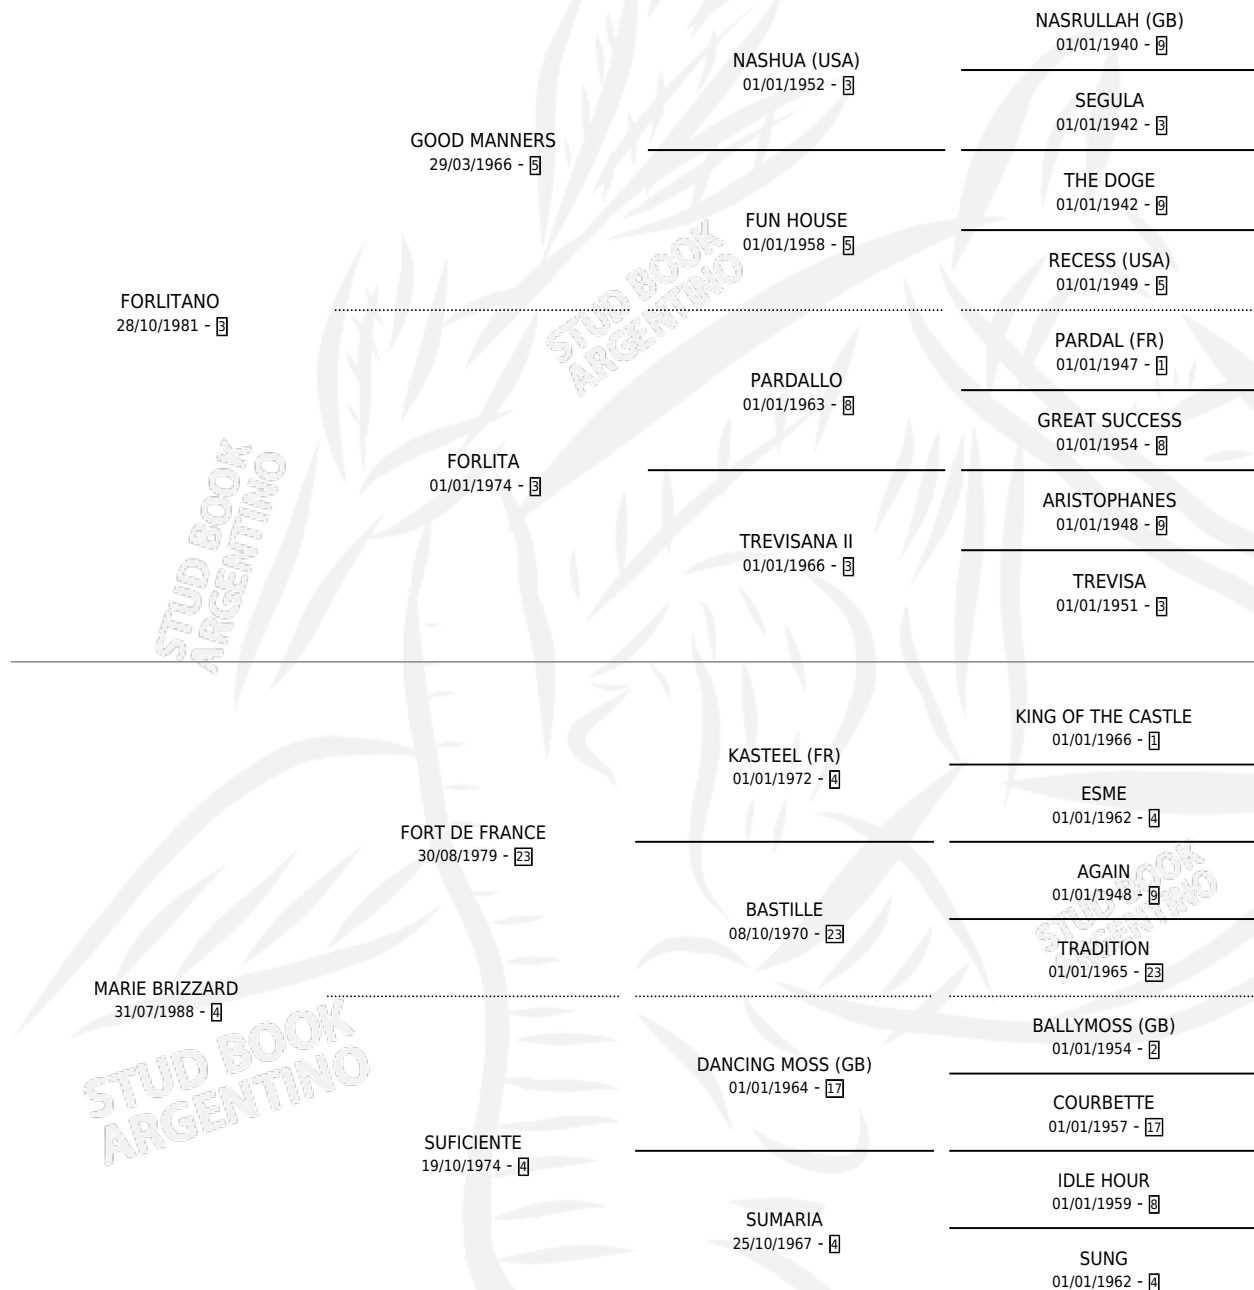 NASRULLAH (GB)
01/01/1940 - 9
NASHUA (USA)
01/01/1952 - 3
SEGULA
01/01/1942 - 3
GOOD MANNERS
29/03/1966 - 5
THE DOGE
01/01/1942 - 9
FUN HOUSE
01/01/1958 - 5
RECESS (USA)
01/01/1949 - 5
FORLITANO
28/10/1981 - 3
PARDAL (FR)
01/01/1947 - 1
PARDALLO
01/01/1963 - 8
GREAT SUCCESS
01/01/1954 - 8
FORLITA
01/01/1974 - 3
ARISTOPHANES
01/01/1948 - 9
TREVISANA II
01/01/1966 - 3
TREVISA
01/01/1951 - 3
KING OF THE CASTLE
01/01/1966 - 1
KASTEEL (FR)
01/01/1972 - 4
ESME
01/01/1962 - 4
FORT DE FRANCE
30/08/1979 - 23
AGAIN
01/01/1948 - 9
BASTILLE
08/10/1970 - 23
TRADITION
01/01/1965 - 23
MARIE BRIZZARD
31/07/1988 - 4
BALLYMOSS (GB)
01/01/1954 - 2
DANCING MOSS (GB)
01/01/1964 - 17
COURBETTE
01/01/1957 - 17
SUFICIENTE
19/10/1974 - 4
IDLE HOUR
01/01/1959 - 8
SUMARIA
25/10/1967 - 4
SUNG
01/01/1962 - 4
STUD BOOK
ARGENTINO
STUD BOOK
ARGENTINO
STUD BOOK
ARGENTINO
STUD BOOK
ARGENTINO